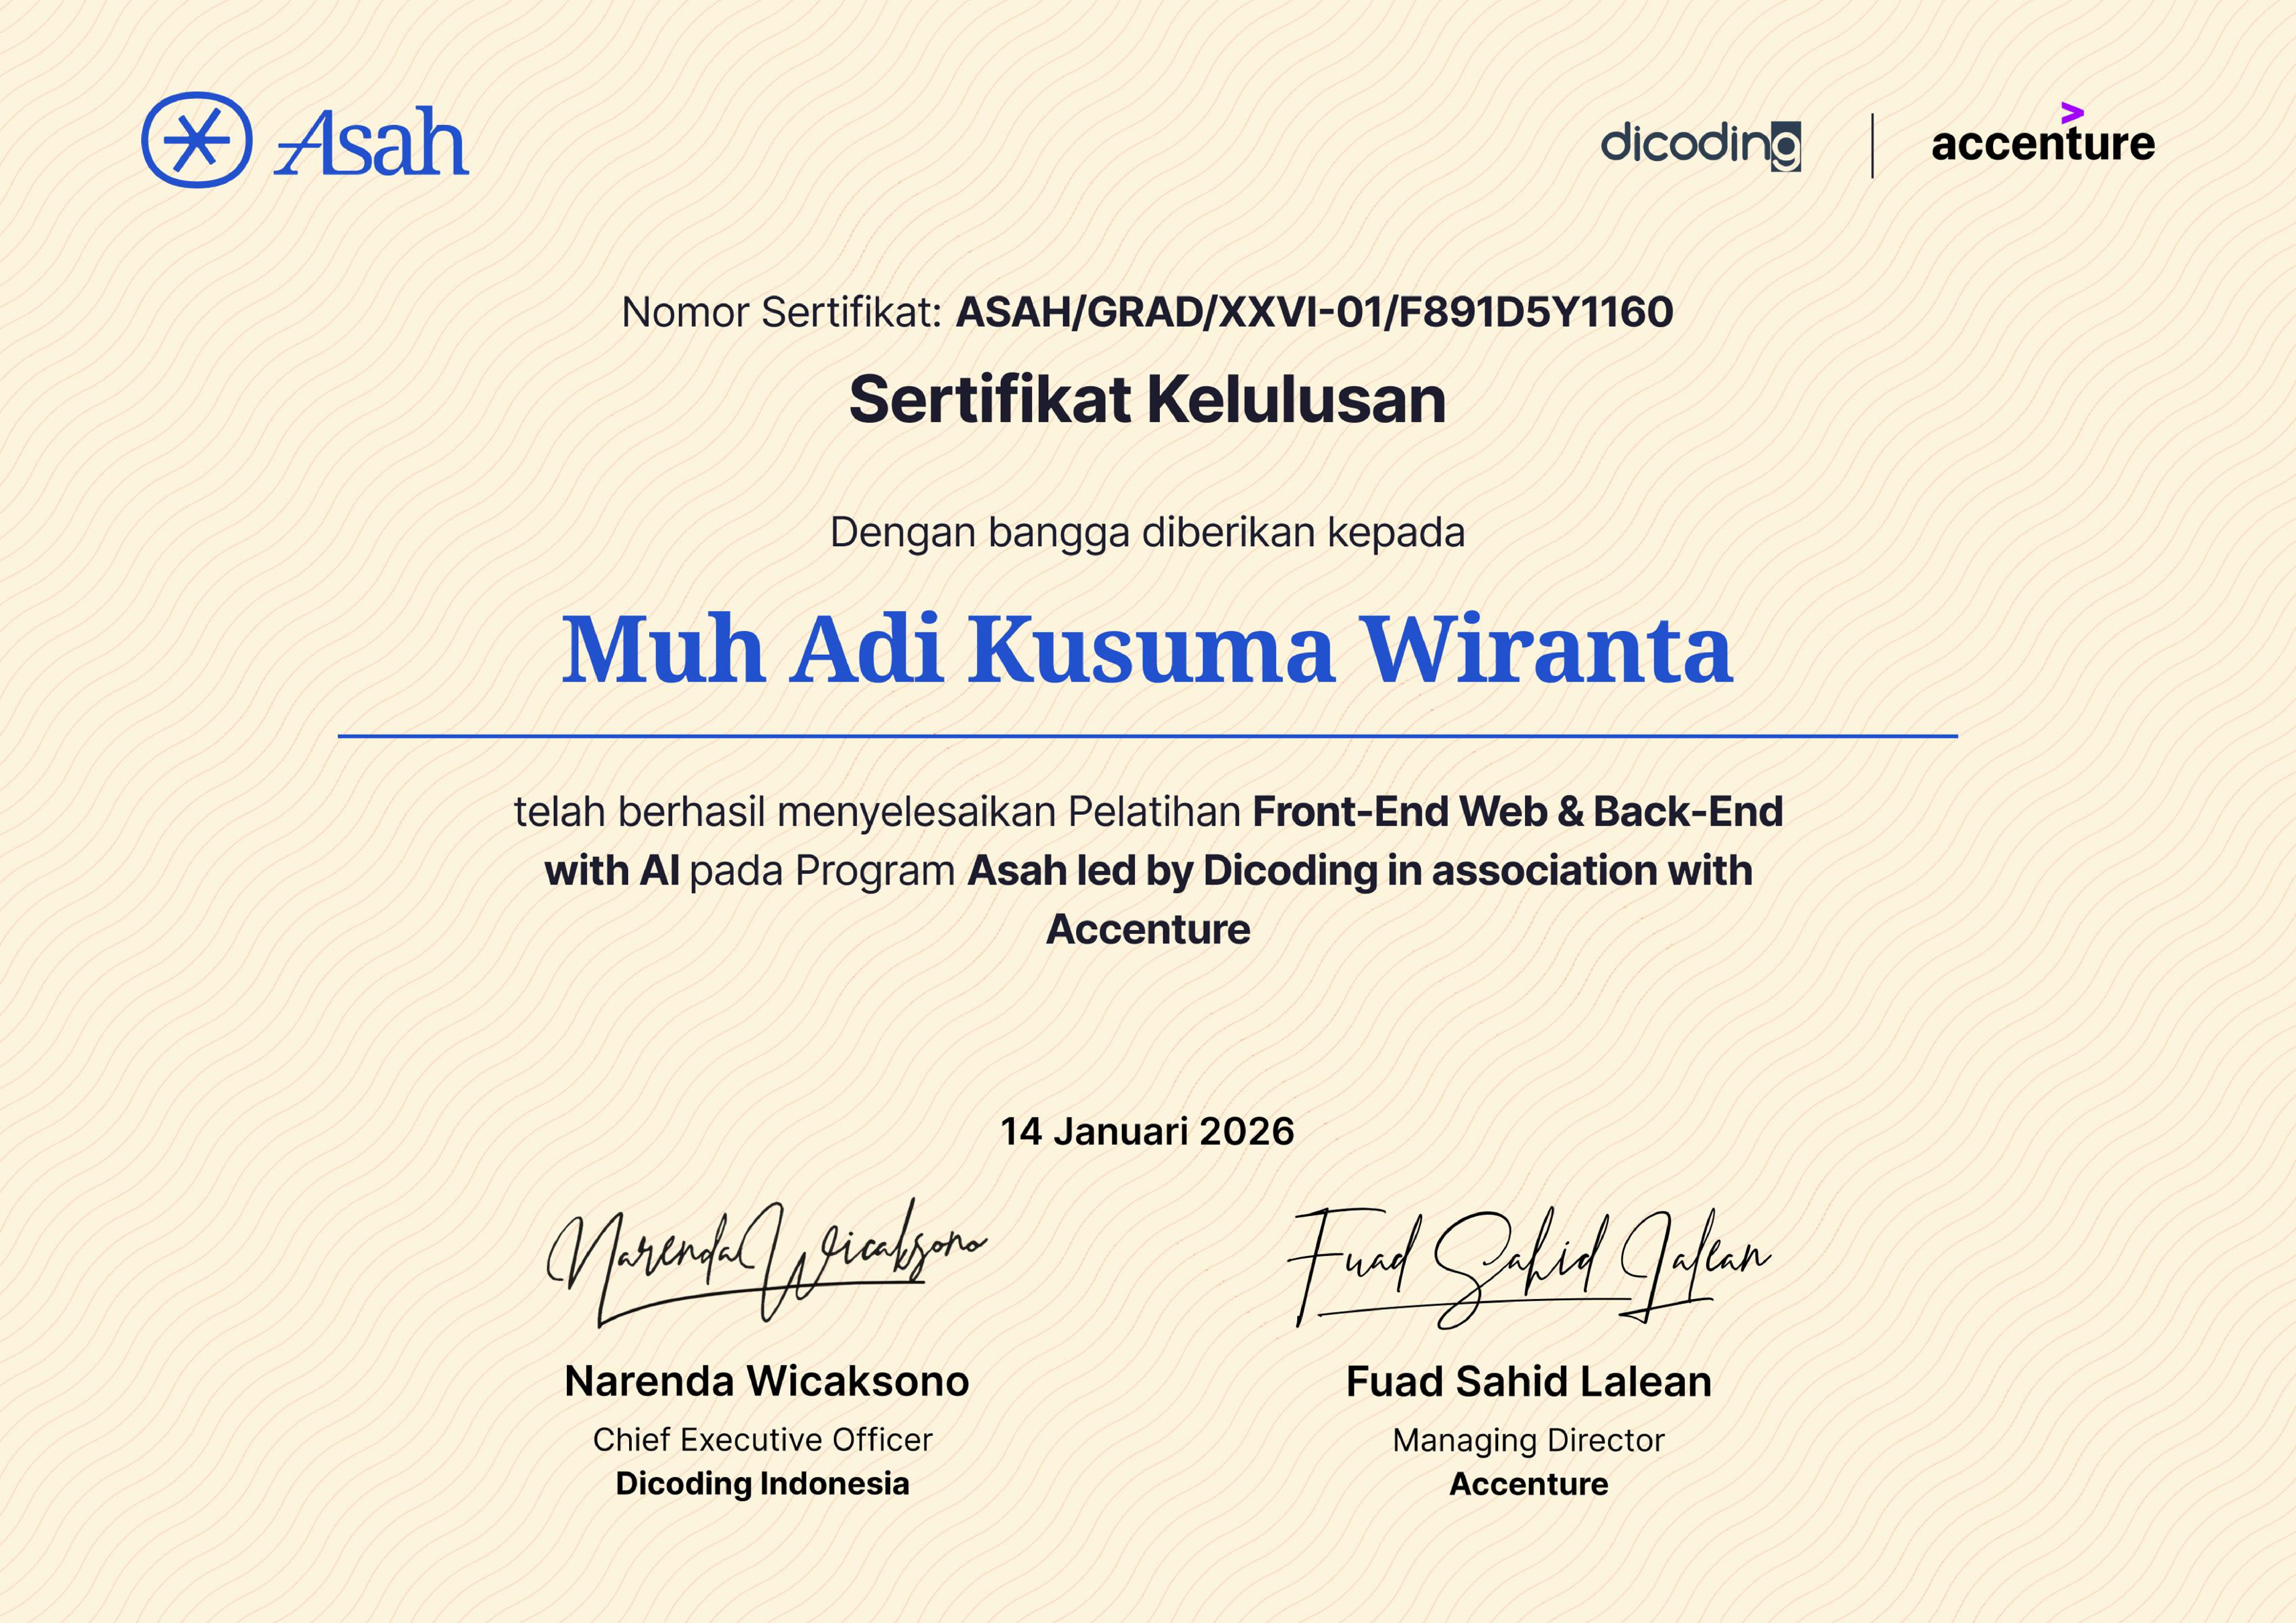 Asah
dicoding
accenture
Nomor Sertifikat: ASAH/GRAD/XXVI-01/F891D5Y1160
Sertifikat Kelulusan
Dengan bangga diberikan kepada
Muh Adi Kusuma Wiranta
telah berhasil menyelesaikan Pelatihan Front-End Web & Back-End
with AI pada Program Asah led by Dicoding in association with
Accenture
14 Januari 2026
Narenda Wicaksono
Fuad Sahid Lalean
Narenda Wicaksono
Chief Executive Officer
Dicoding Indonesia
Fuad Sahid Lalean
Managing Director
Accenture